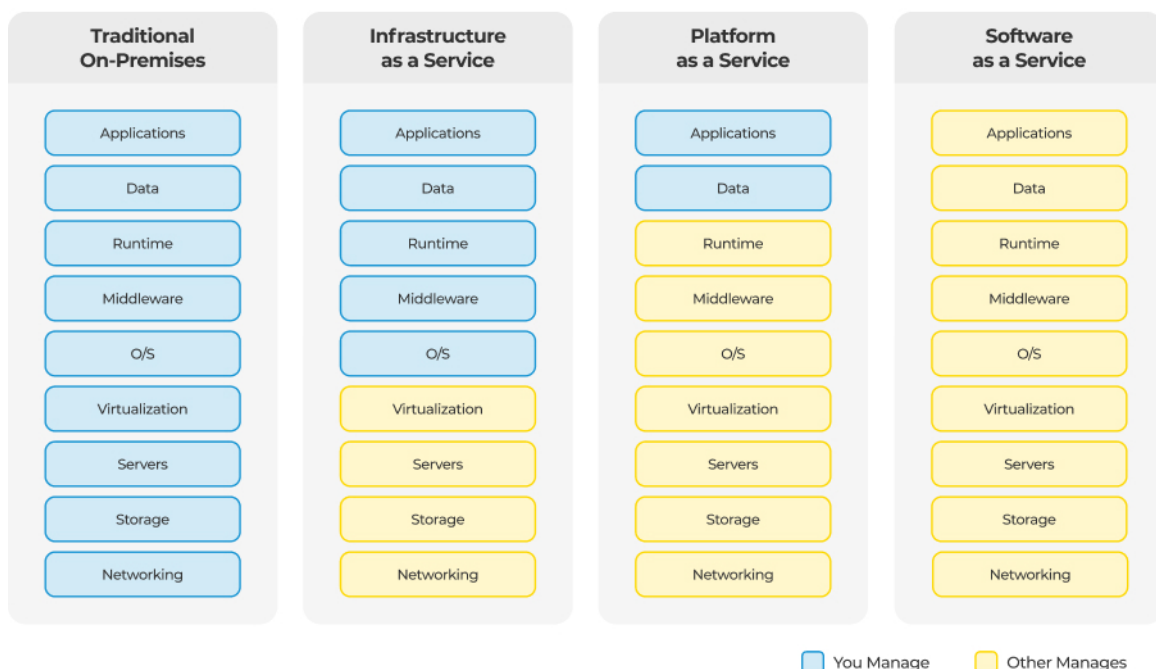 Traditional
On-Premises
Applications
Data
Runtime
Middleware
O/S
Virtualization
Servers
Storage
Networking
Infrastructure
as a Service
Applications
Data
Runtime
Middleware
O/S
Virtualization
Servers
Storage
Networking
Platform
as a Service
Applications
Data
Runtime
Middleware
O/S
Virtualization
Servers
Storage
Networking
Software
as a Service
Applications
Data
Runtime
Middleware
O/S
Virtualization
Servers
Storage
Networking
You Manage
Other Manages